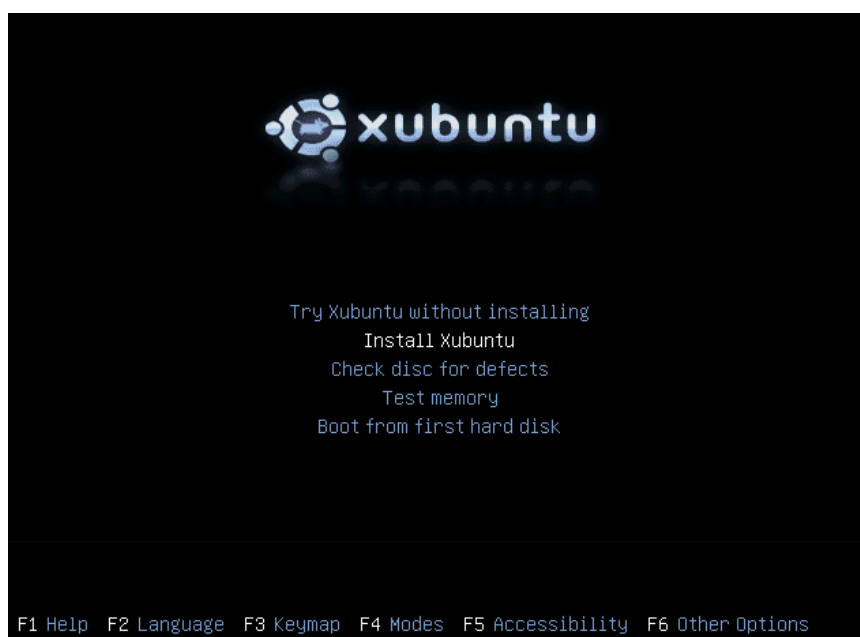 xubuntu
Try Xubuntu without installing
Install Xubuntu
Check disc for defects
Test memory
Boot from first hard disk
F1 Help F2 Language F3 Keymap F4 Modes F5 Accessibility F6 Other Options